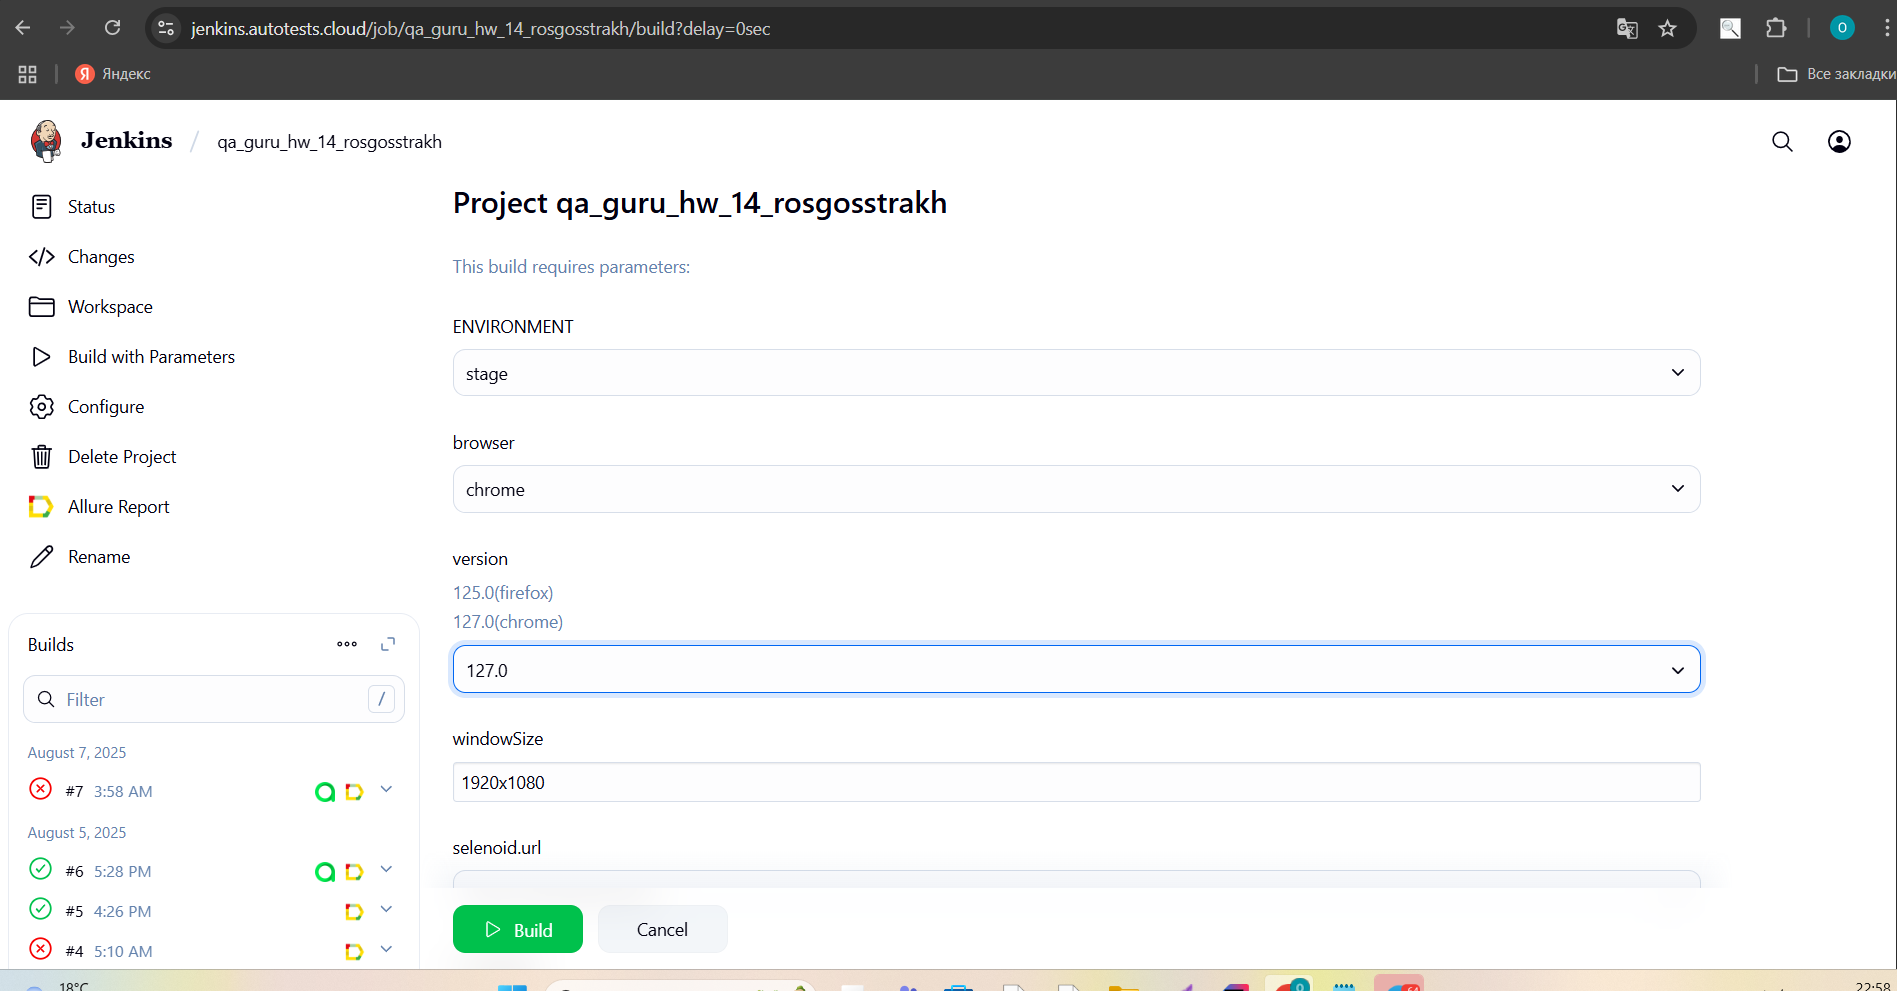 jenkins.autotests.cloud/job/qa_guru_hw_14_rosgosstrakh/build?delay=0sec
O
Я Яндекс
Все закладки
Jenkins / qa_guru_hw_14_rosgosstrakh
Status
Changes
Workspace
Build with Parameters
Configure
Delete Project
Allure Report
Rename
Builds
Filter
/
August 7, 2025
#7 3:58 AM
August 5, 2025
#6 5:28 PM
#5 4:26 PM
#4 5:10 AM
Project qa_guru_hw_14_rosgosstrakh
This build requires parameters:
ENVIRONMENT
stage
browser
chrome
version
125.0(firefox)
127.0(chrome)
127.0
windowSize
1920x1080
selenoid.url
Build
Cancel
18°C
22:58